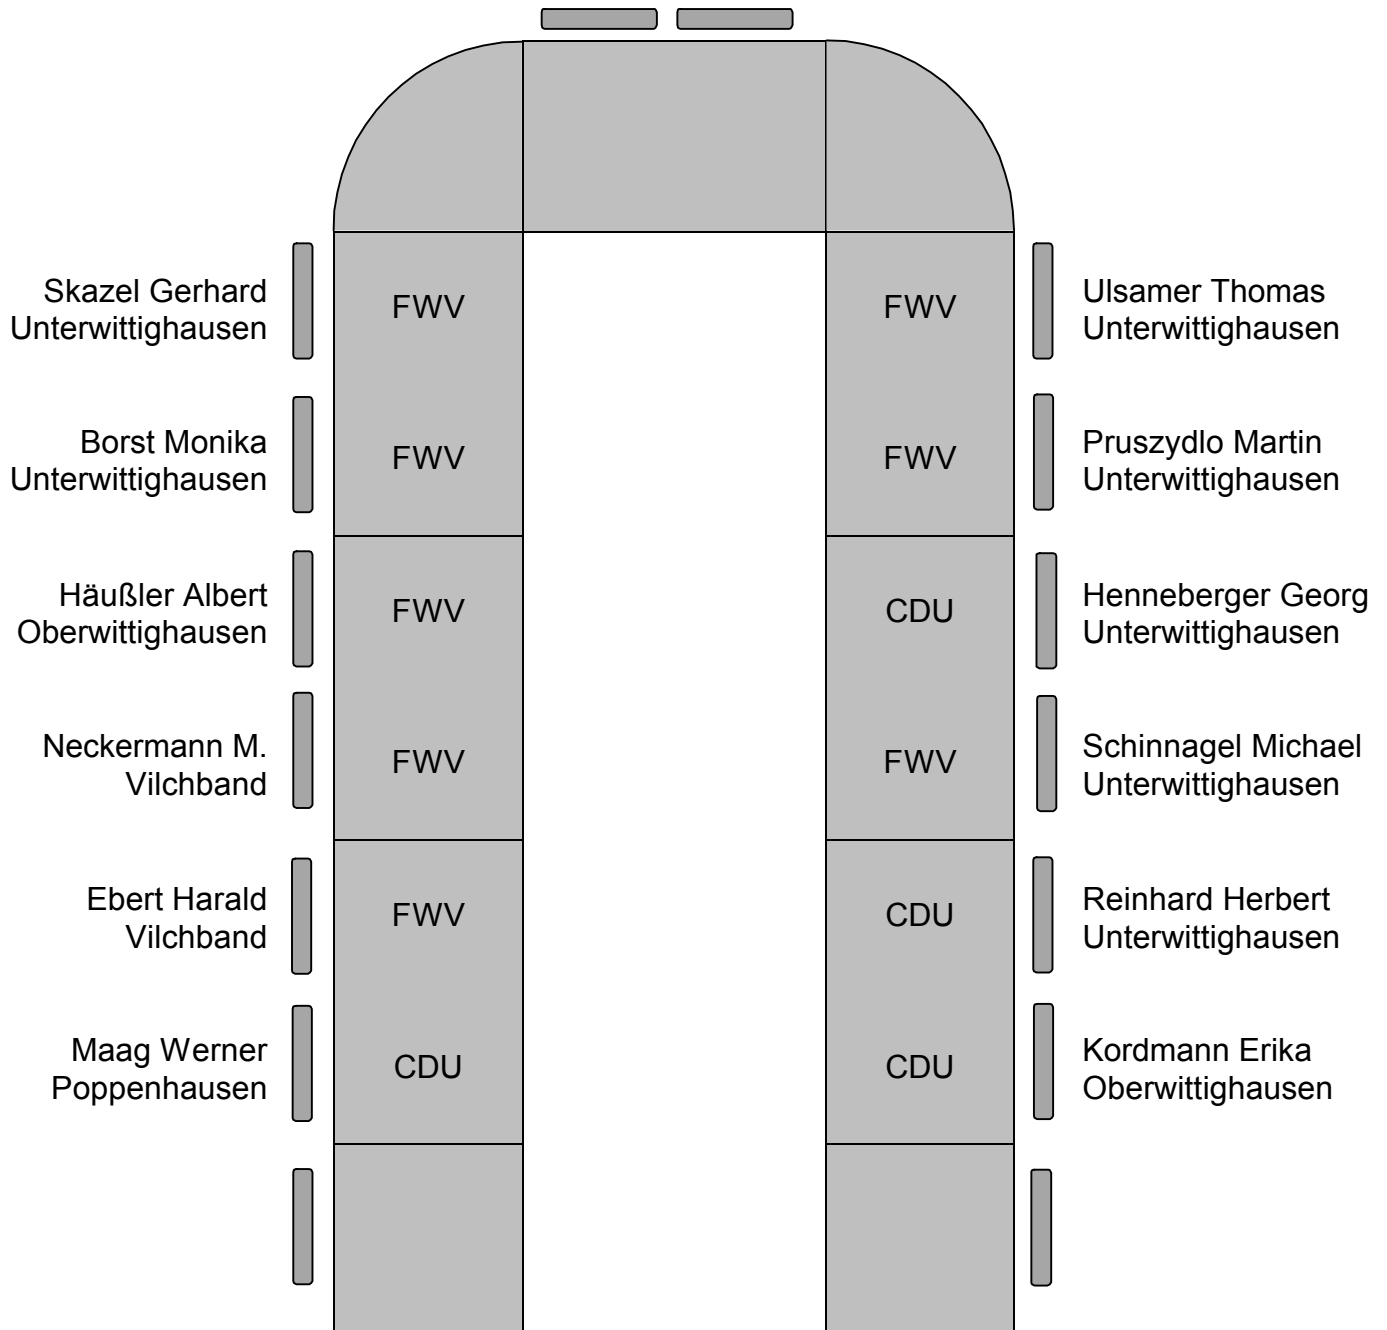 Skazel Gerhard
Unterwittighausen
FWV
FWV
Ulsamer Thomas
Unterwittighausen
Borst Monika
Unterwittighausen
FWV
FWV
Pruszydlo Martin
Unterwittighausen
Häußler Albert
Oberwittighausen
FWV
CDU
Henneberger Georg
Unterwittighausen
Neckermann M.
Vilchband
FWV
FWV
Schinnagel Michael
Unterwittighausen
Ebert Harald
Vilchband
FWV
CDU
Reinhard Herbert
Unterwittighausen
Maag Werner
Poppenhausen
CDU
CDU
Kordmann Erika
Oberwittighausen